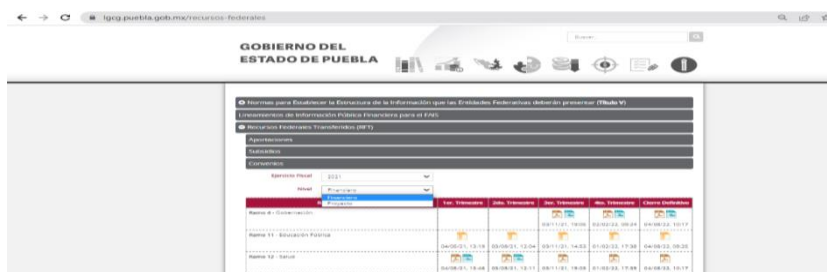 lgcg.puebla.gob.mx/recursos-federales
Buscar
GOBIERNO DEL
ESTADO DE PUEBLA
Normas para Establecer la Estructura de la Información que las Entidades Federativas deberán presentar (Título V)
Lineamientos de Información Pública Financiera para el FAIS
Recursos Federales Transferidos (RFT)
Aportaciones
Subsidios
Convenios
Ejercicio Fiscal 2021
Nivel Financiero
Financiero
Proyecto
1er. Trimestre 2do. Trimestre 3er. Trimestre 4to. Trimestre Cierre Definitivo
Ramo 4 - Gobernación
Ramo 11 - Educación Pública
Ramo 12 - Salud